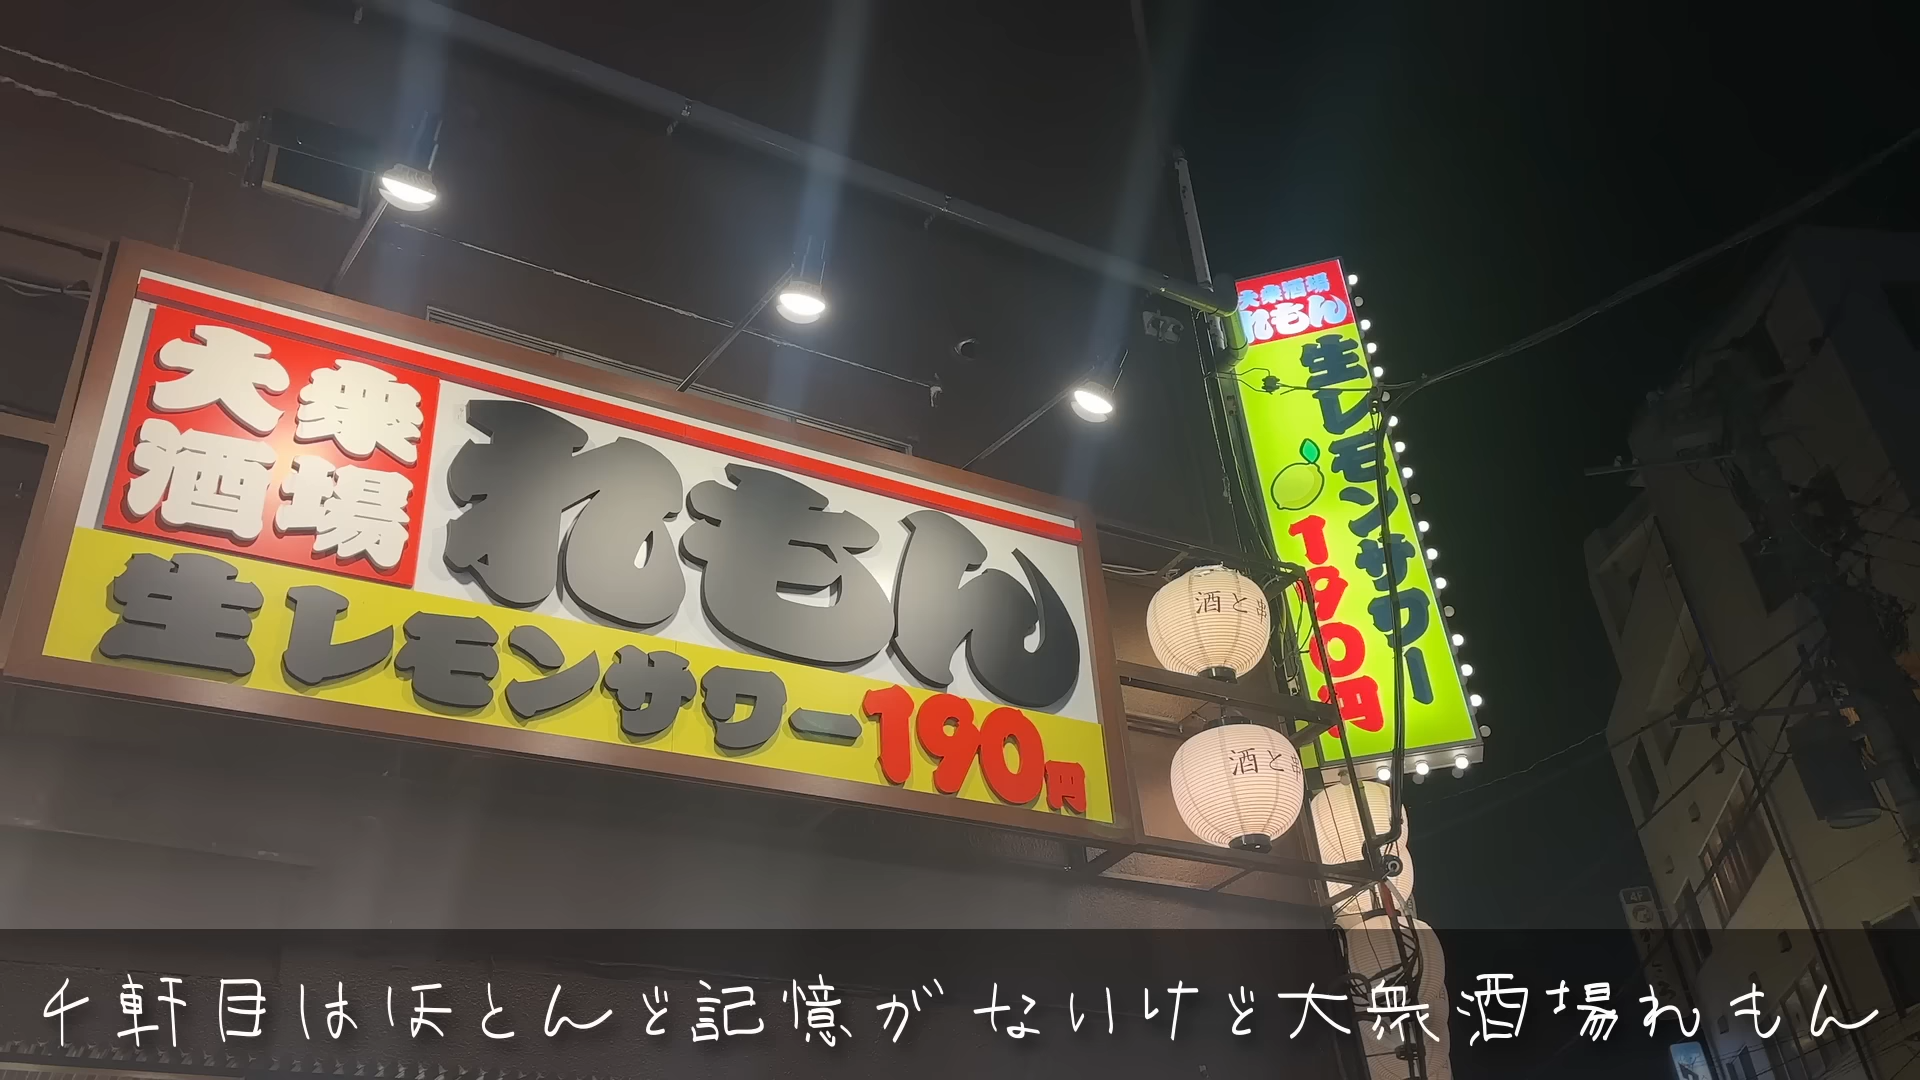 大衆
酒場
れもん
生レモンサワー190円
大衆酒場
れもん
生レモンサワー
190円
酒と串
酒と串
4F
千軒目はほとんど記憶がないけど大衆酒場れもん